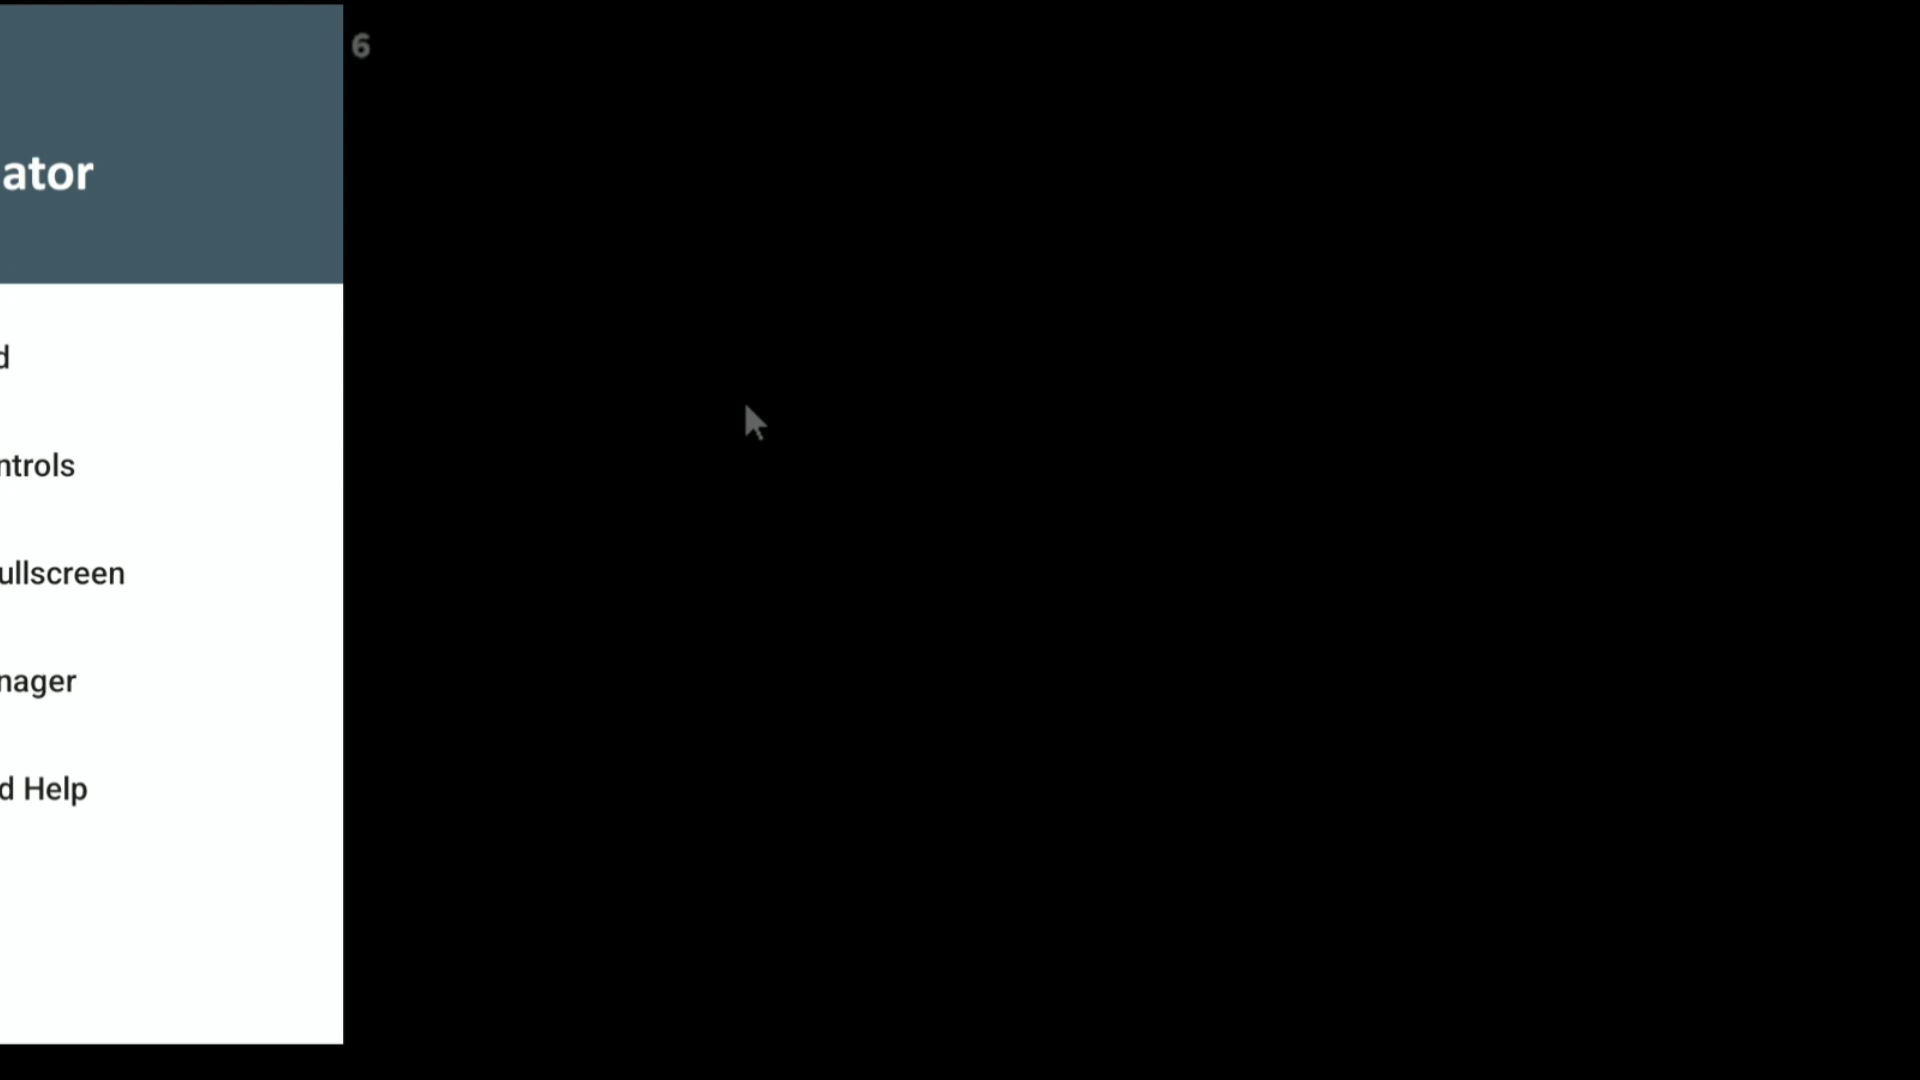 6
ator
d
ntrols
ullscreen
nager
d Help